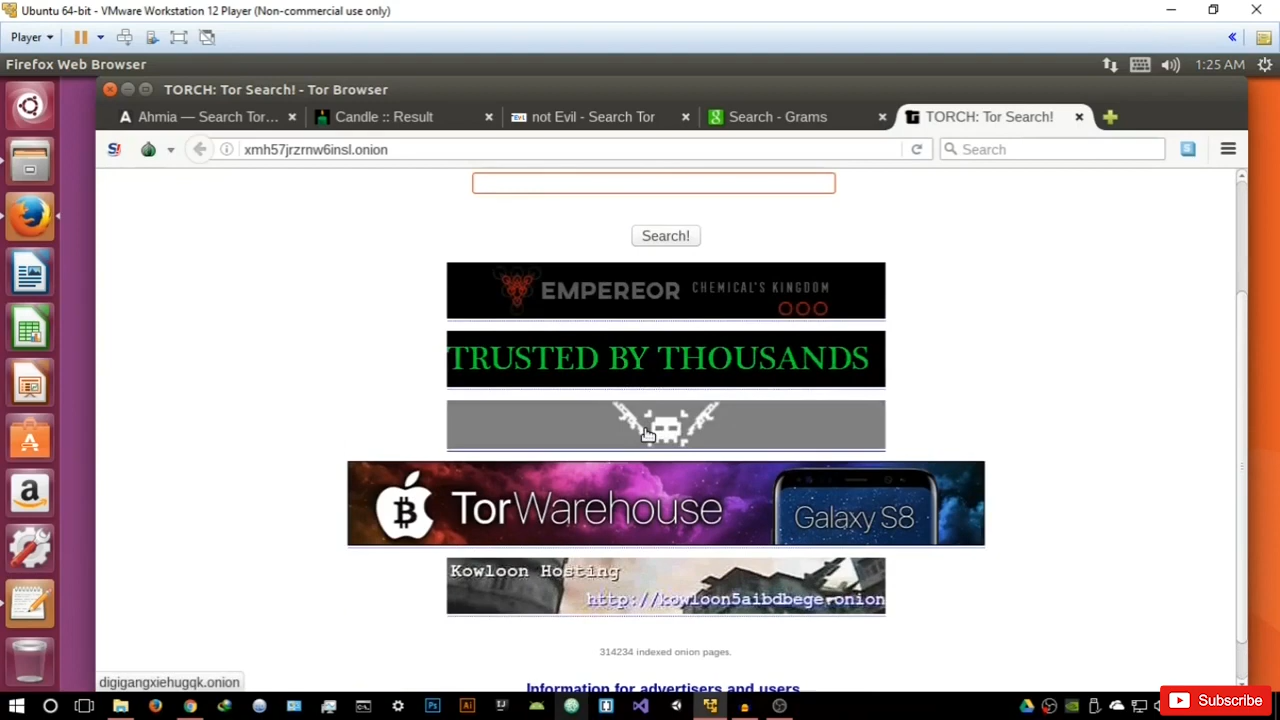 Ubuntu 64-bit - VMware Workstation 12 Player (Non-commercial use only)
Player
Firefox Web Browser
1:25 AM
TORCH: Tor Search! - Tor Browser
Ahmia — Search Tor...
Candle :: Result
not Evil - Search Tor
Search - Grams
TORCH: Tor Search!
xmh57jrzrnw6insl.onion
Search
Search!
EMPEREOR CHEMICAL'S KINGDOM
TRUSTED BY THOUSANDS
TorWarehouse
Galaxy S8
Kowloon Hosting
http://kowloon5aibdbege.onion
314234 indexed onion pages.
digigangxiehugqk.onion
Information for advertisers and users
Subscribe